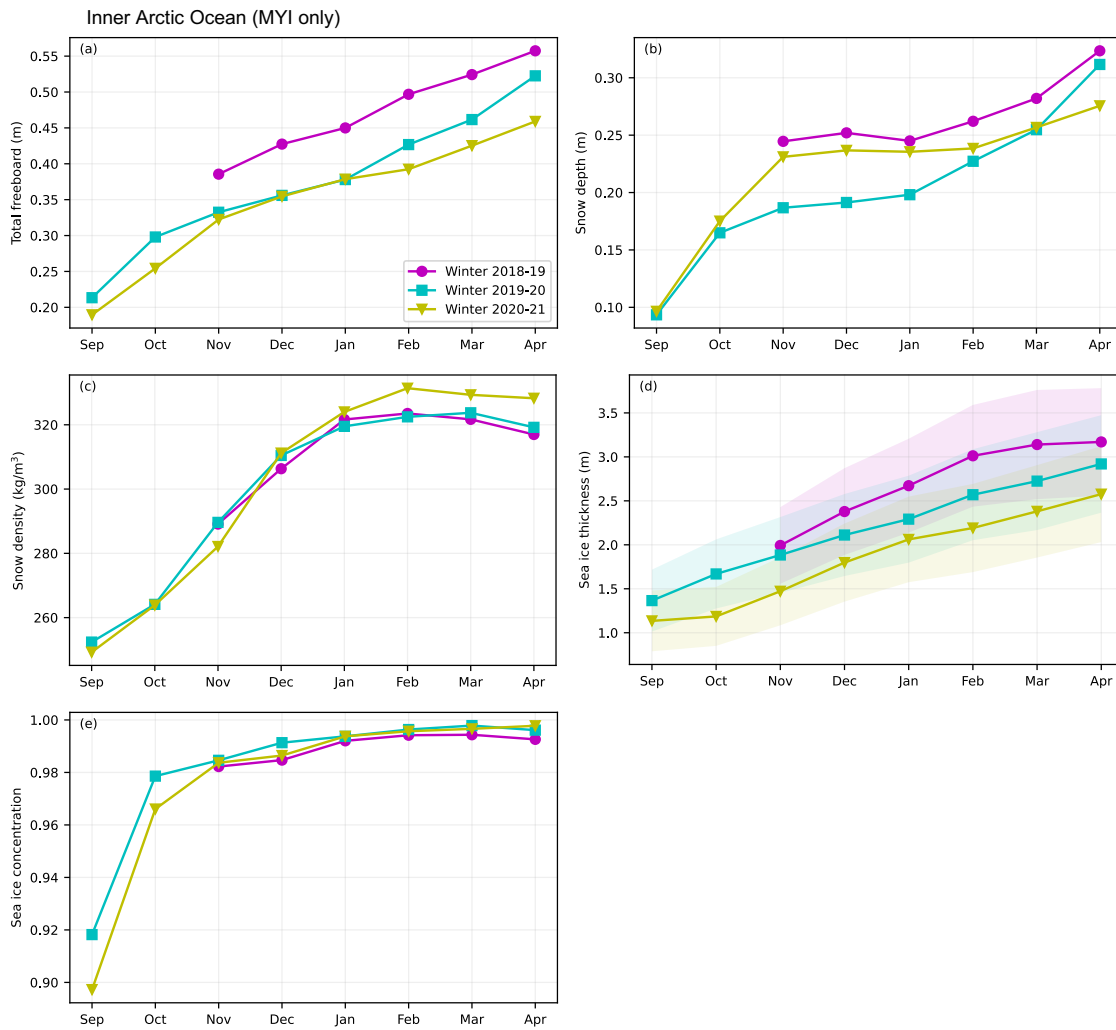 Inner Arctic Ocean (MYI only)
(a)
Total freeboard (m)
0.55
0.50
0.45
0.40
0.35
0.30
0.25
0.20
Winter 2018-19
Winter 2019-20
Winter 2020-21
Sep Oct Nov Dec Jan Feb Mar Apr
(b)
Snow depth (m)
0.30
0.25
0.20
0.15
0.10
Sep Oct Nov Dec Jan Feb Mar Apr
(c)
Snow density (kg/m³)
320
300
280
260
Sep Oct Nov Dec Jan Feb Mar Apr
(d)
Sea ice thickness (m)
3.5
3.0
2.5
2.0
1.5
1.0
Sep Oct Nov Dec Jan Feb Mar Apr
(e)
Sea ice concentration
1.00
0.98
0.96
0.94
0.92
0.90
Sep Oct Nov Dec Jan Feb Mar Apr